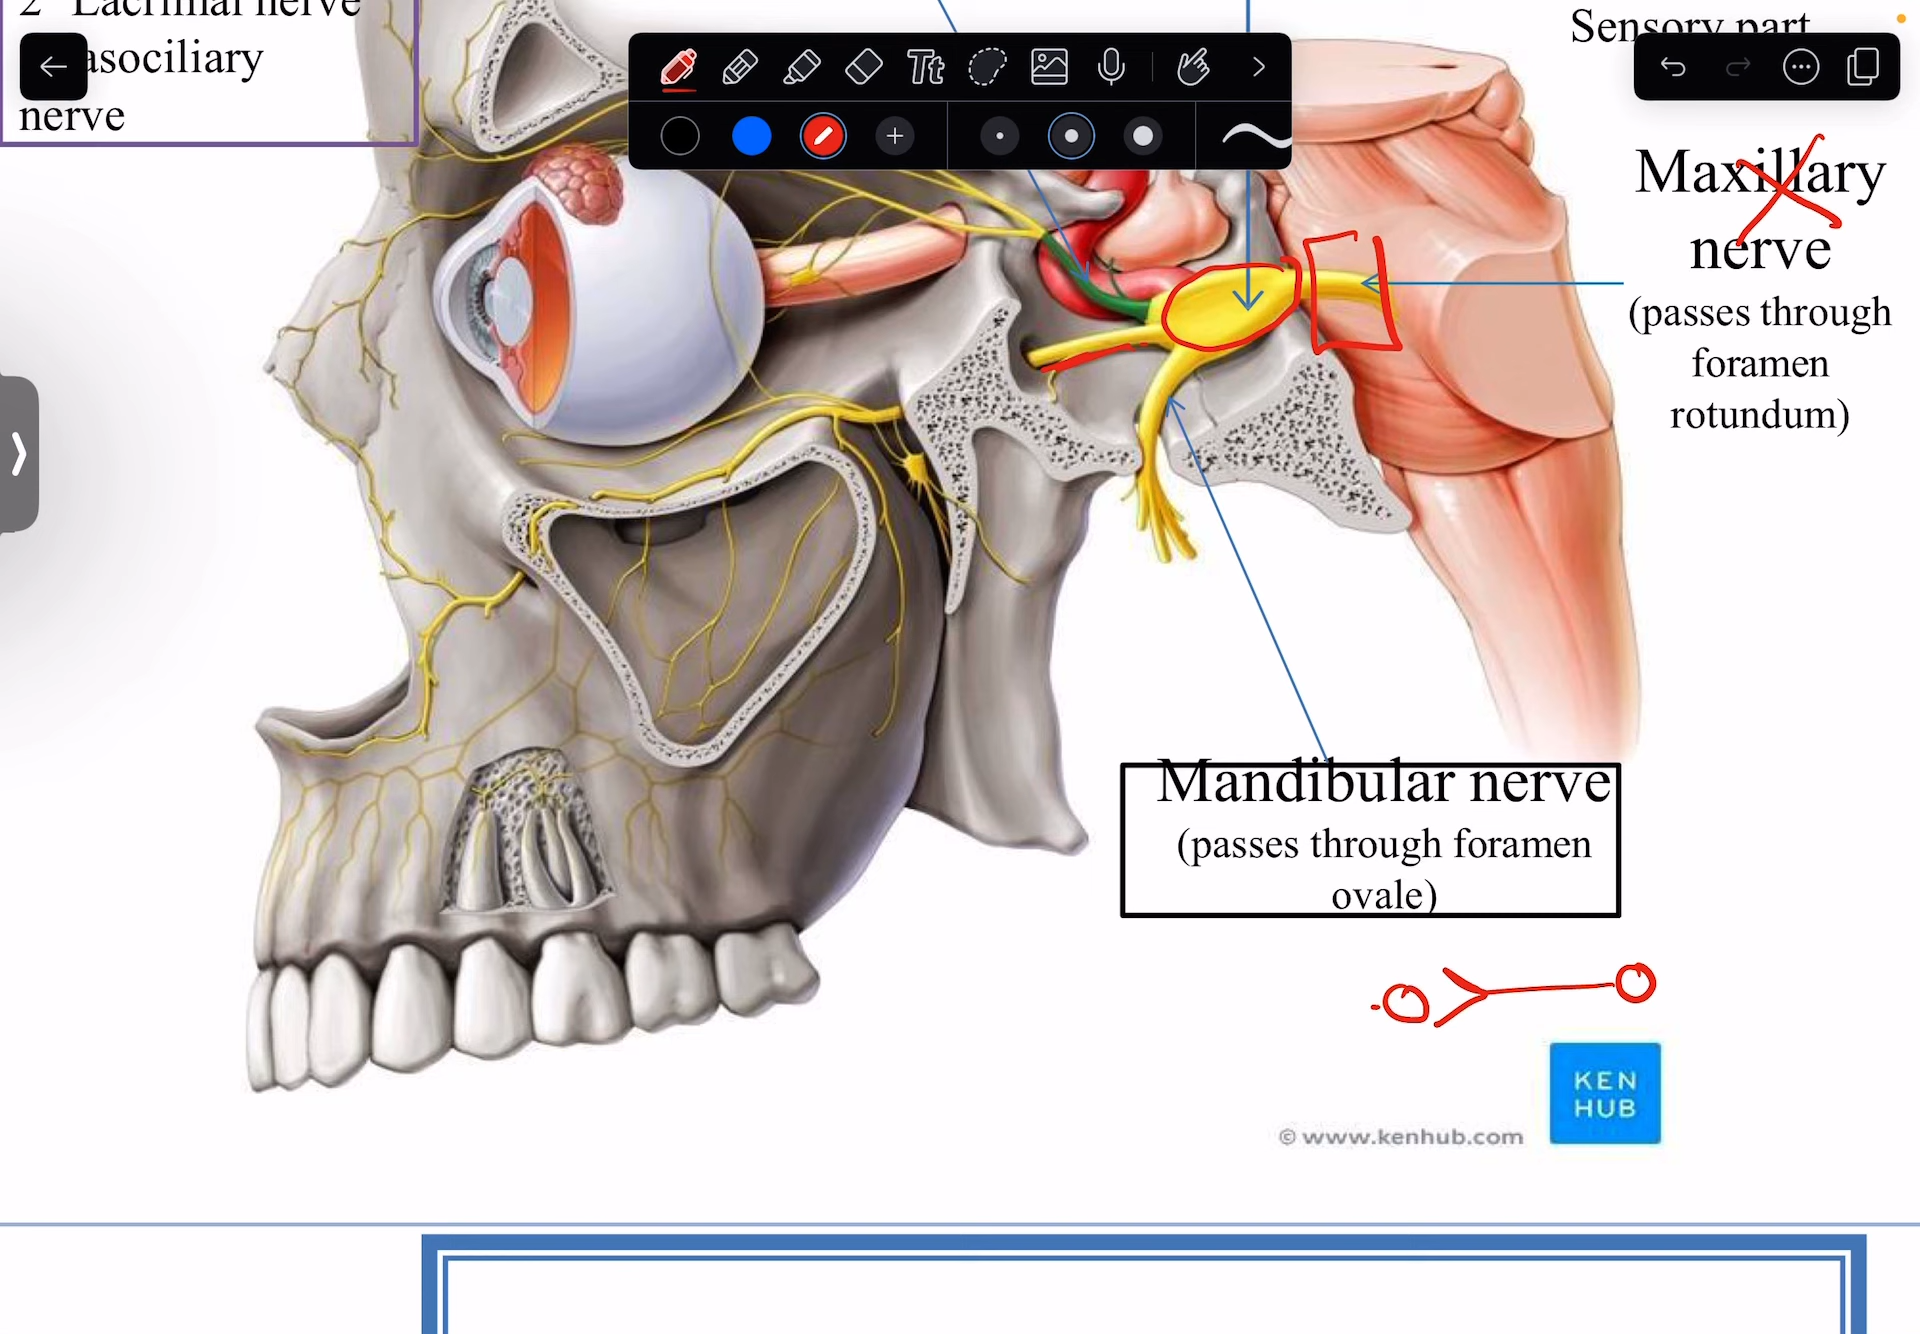 2 Lacrimal nerve
asociliary
nerve
Tt
Sensory part
Maxillary
nerve
(passes through
foramen
rotundum)
Mandibular nerve
(passes through foramen
ovale)
KEN
HUB
© www.kenhub.com